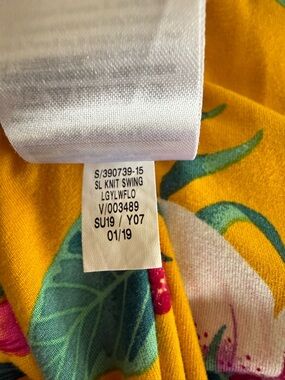 S/390739-15
SL KNIT SWING
LGYLWFLO
V/003489
SU19 / Y07
01/19